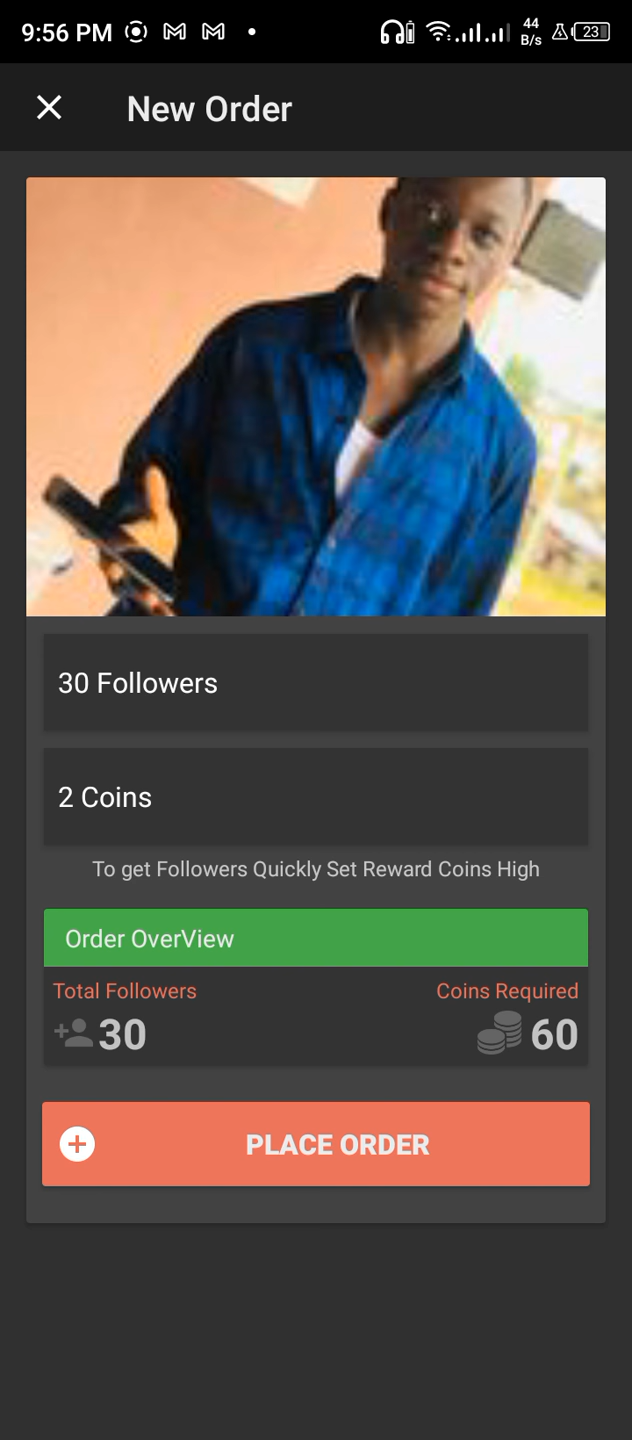 9:56 PM
44
B/s
23
New Order
30 Followers
2 Coins
To get Followers Quickly Set Reward Coins High
Order OverView
Total Followers
Coins Required
30
60
PLACE ORDER